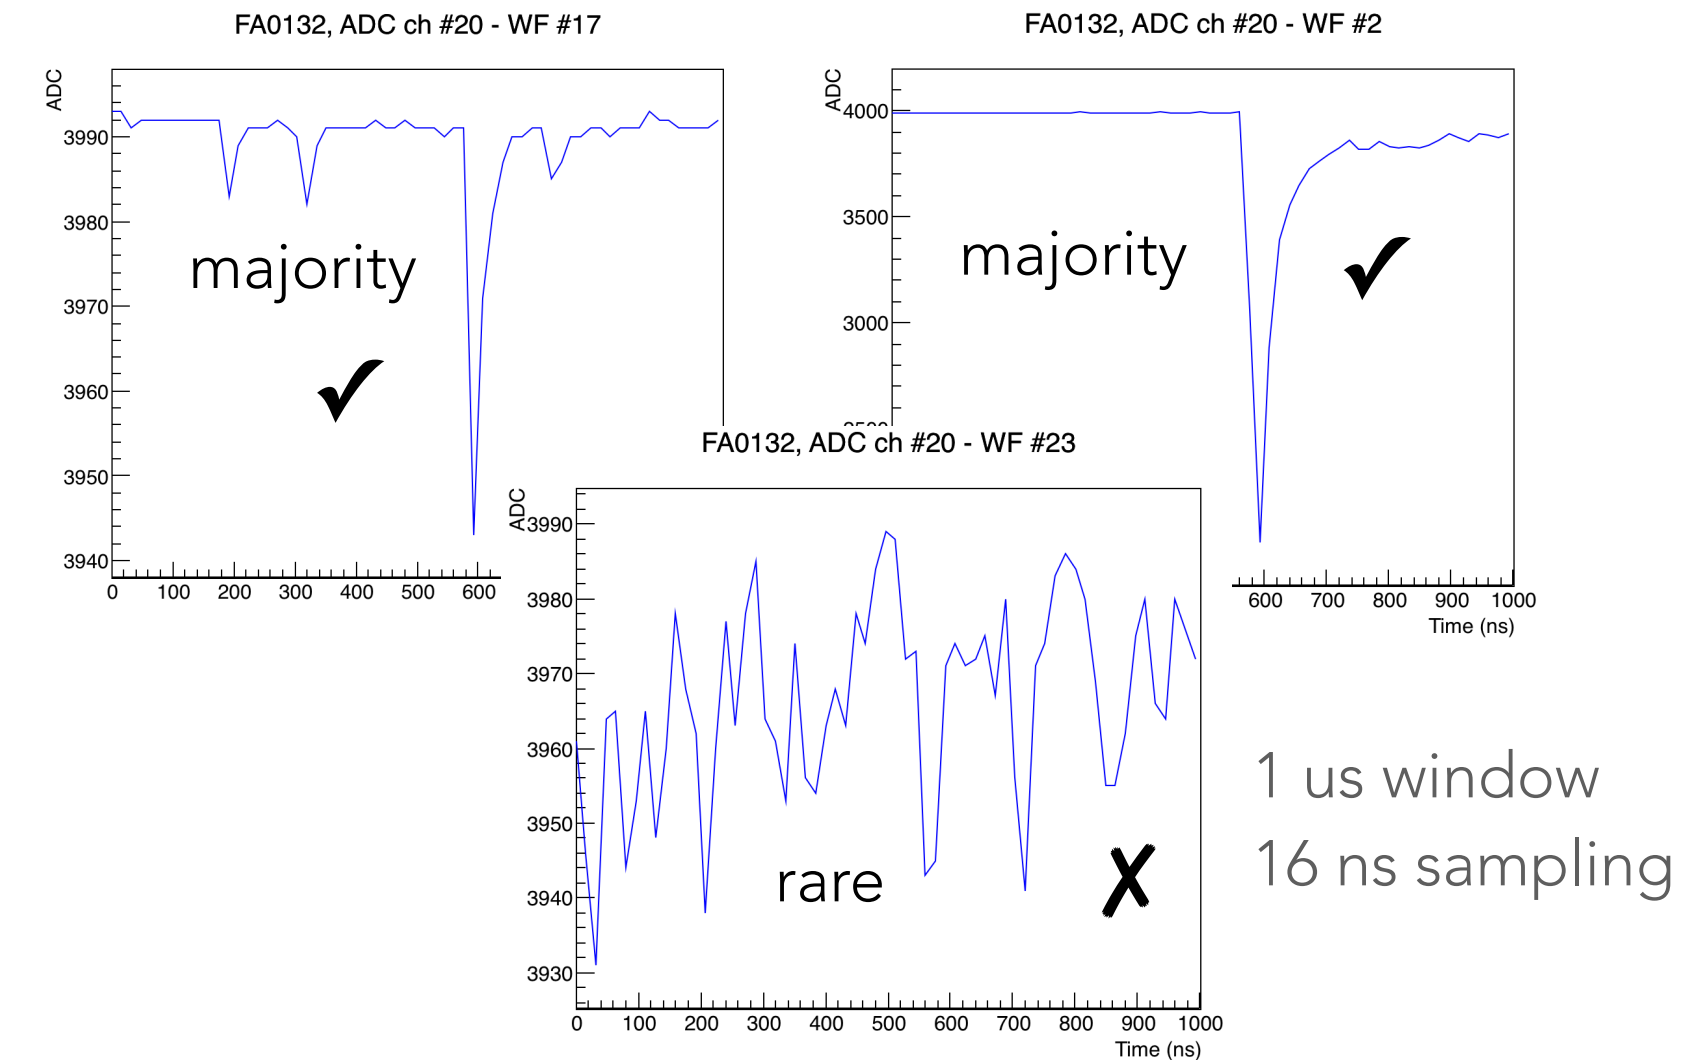 FA0132, ADC ch #20 - WF #17
ADC
3990
3980
3970
3960
3950
3940
0 100 200 300 400 500 600
majority
✓
FA0132, ADC ch #20 - WF #2
ADC
4000
3500
3000
majority
✓
600 700 800 900 1000
Time (ns)
FA0132, ADC ch #20 - WF #23
ADC
3990
3980
3970
3960
3950
3940
3930
0 100 200 300 400 500 600 700 800 900 1000
Time (ns)
rare
✗
1 us window
16 ns sampling